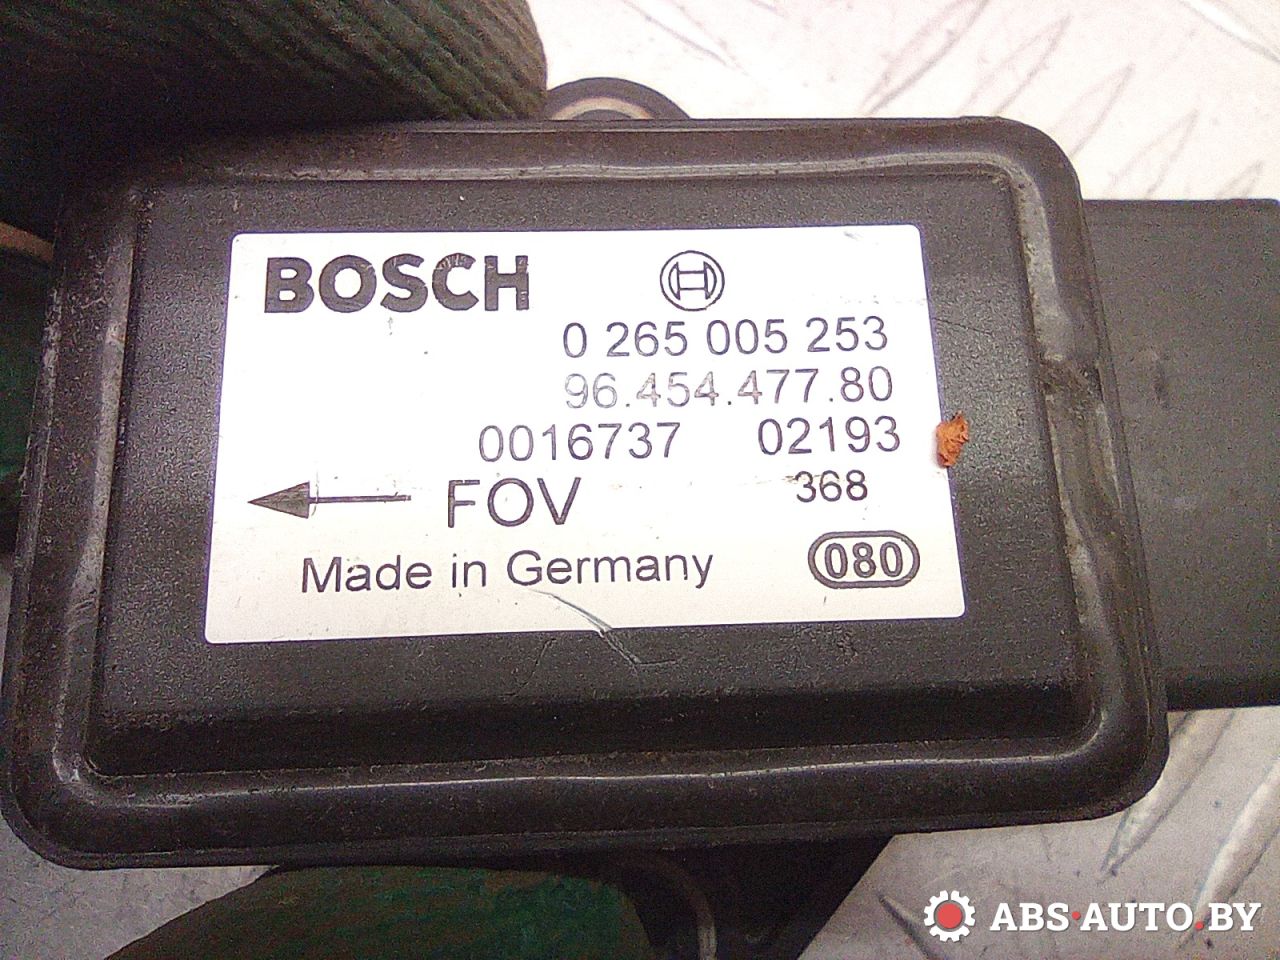 BOSCH
0 265 005 253
96.454.477.80
0016737 02193
FOV 368
Made in Germany 080
ABS·AUTO.BY